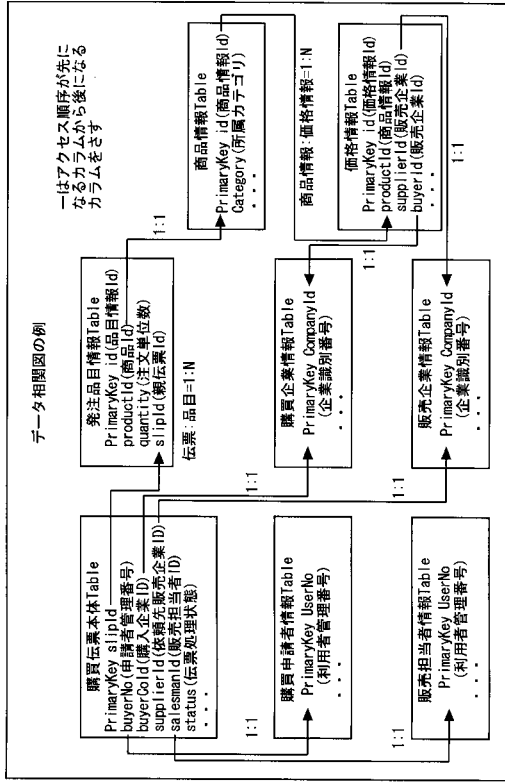 データ相関図の例
→はアクセス順序が先に
なるカラムから後になる
カラムをさす
購買伝票本体Table
PrimaryKey slipId
buyerNo(申請者管理番号)
buyerCoId(購入企業ID)
supplierId(依頼先販売企業ID)
salesmanId(販売担当者ID)
status(伝票処理状態)
・・・
発注品目情報Table
PrimaryKey id(品目情報Id)
productId(商品Id)
quantity(注文単位数)
slipId(親伝票Id)
伝票:品目=1:N
1:1
商品情報Table
PrimaryKey id(商品情報Id)
Category(所属カテゴリ)
・・・
商品情報:価格情報=1:N
1:1
購買申請者情報Table
PrimaryKey UserNo
(利用者管理番号)
・・・
1:1
購買企業情報Table
PrimaryKey CompanyId
(企業識別番号)
・・・
1:1
価格情報Table
PrimaryKey id(価格情報Id)
productId(商品情報Id)
supplierId(販売企業Id)
buyerId(販売企業Id)
・・・
1:1
1:1
販売担当者情報Table
PrimaryKey UserNo
(利用者管理番号)
・・・
1:1
販売企業情報Table
PrimaryKey CompanyId
(企業識別番号)
・・・